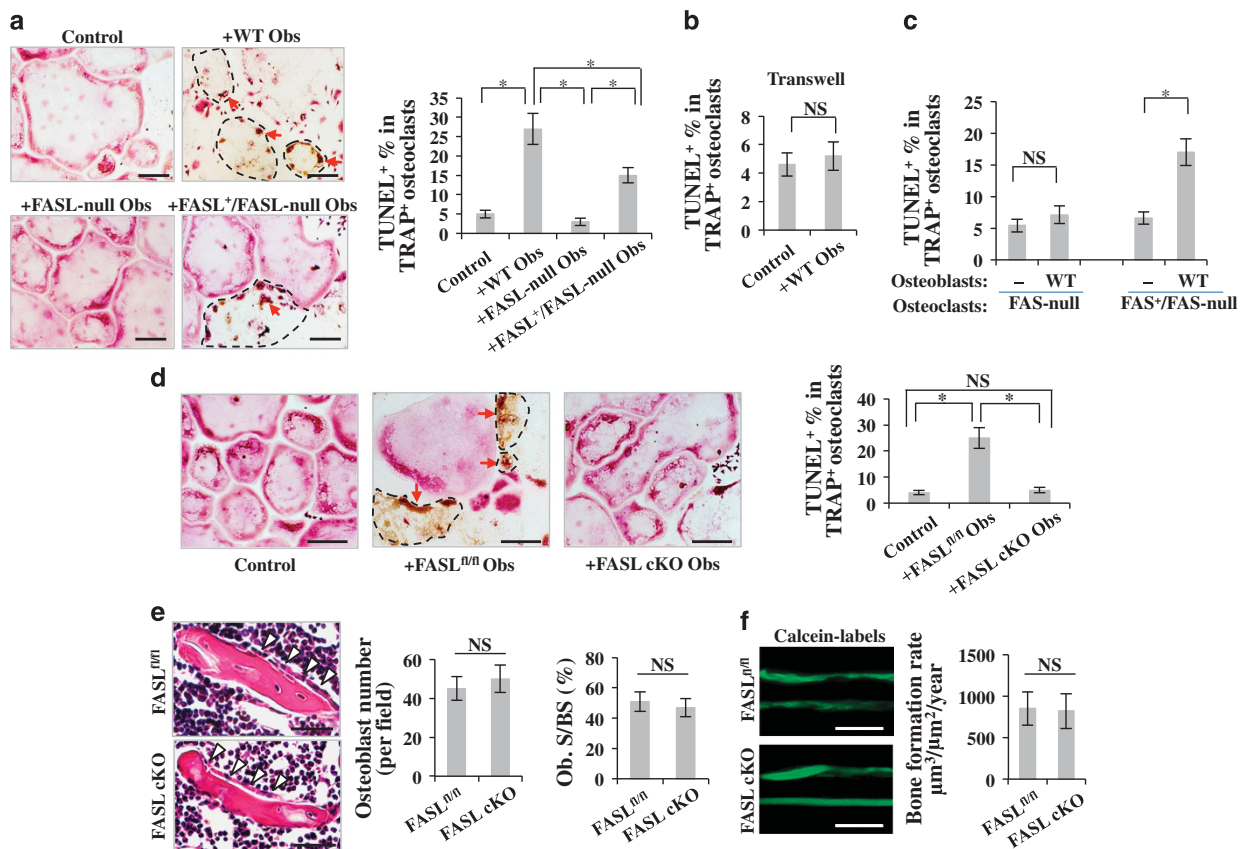 a
Control
+WT Obs
+FASL-null Obs
+FASL⁺/FASL-null Obs
TUNEL⁺ % in
TRAP⁺ osteoclasts
35
30
25
20
15
10
5
0
*
*
*
*
Control
+WT Obs
+FASL-null Obs
+FASL⁺/FASL-null Obs
b
Transwell
TUNEL⁺ % in
TRAP⁺ osteoclasts
8
6
4
2
0
NS
Control
+WT Obs
c
TUNEL⁺ % in
TRAP⁺ osteoclasts
25
20
15
10
5
0
NS
*
Osteoblasts: – WT – WT
Osteoclasts: FAS-null FAS⁺/FAS-null
d
Control
+FASLᶠˡ/ᶠˡ Obs
+FASL cKO Obs
TUNEL⁺ % in
TRAP⁺ osteoclasts
40
30
20
10
0
NS
*
*
Control
+FASLᶠˡ/ᶠˡ Obs
+FASL cKO Obs
e
FASLᶠˡ/ᶠˡ
FASL cKO
Osteoblast number
(per field)
60
40
20
0
NS
FASLᶠˡ/ᶠˡ
FASL cKO
Ob. S/BS (%)
80
60
40
20
0
NS
FASLᶠˡ/ᶠˡ
FASL cKO
f
Calcein-labels
FASLᶠˡ/ᶠˡ
FASL cKO
Bone formation rate
µm³/µm²/year
1500
1000
500
0
NS
FASLᶠˡ/ᶠˡ
FASL cKO